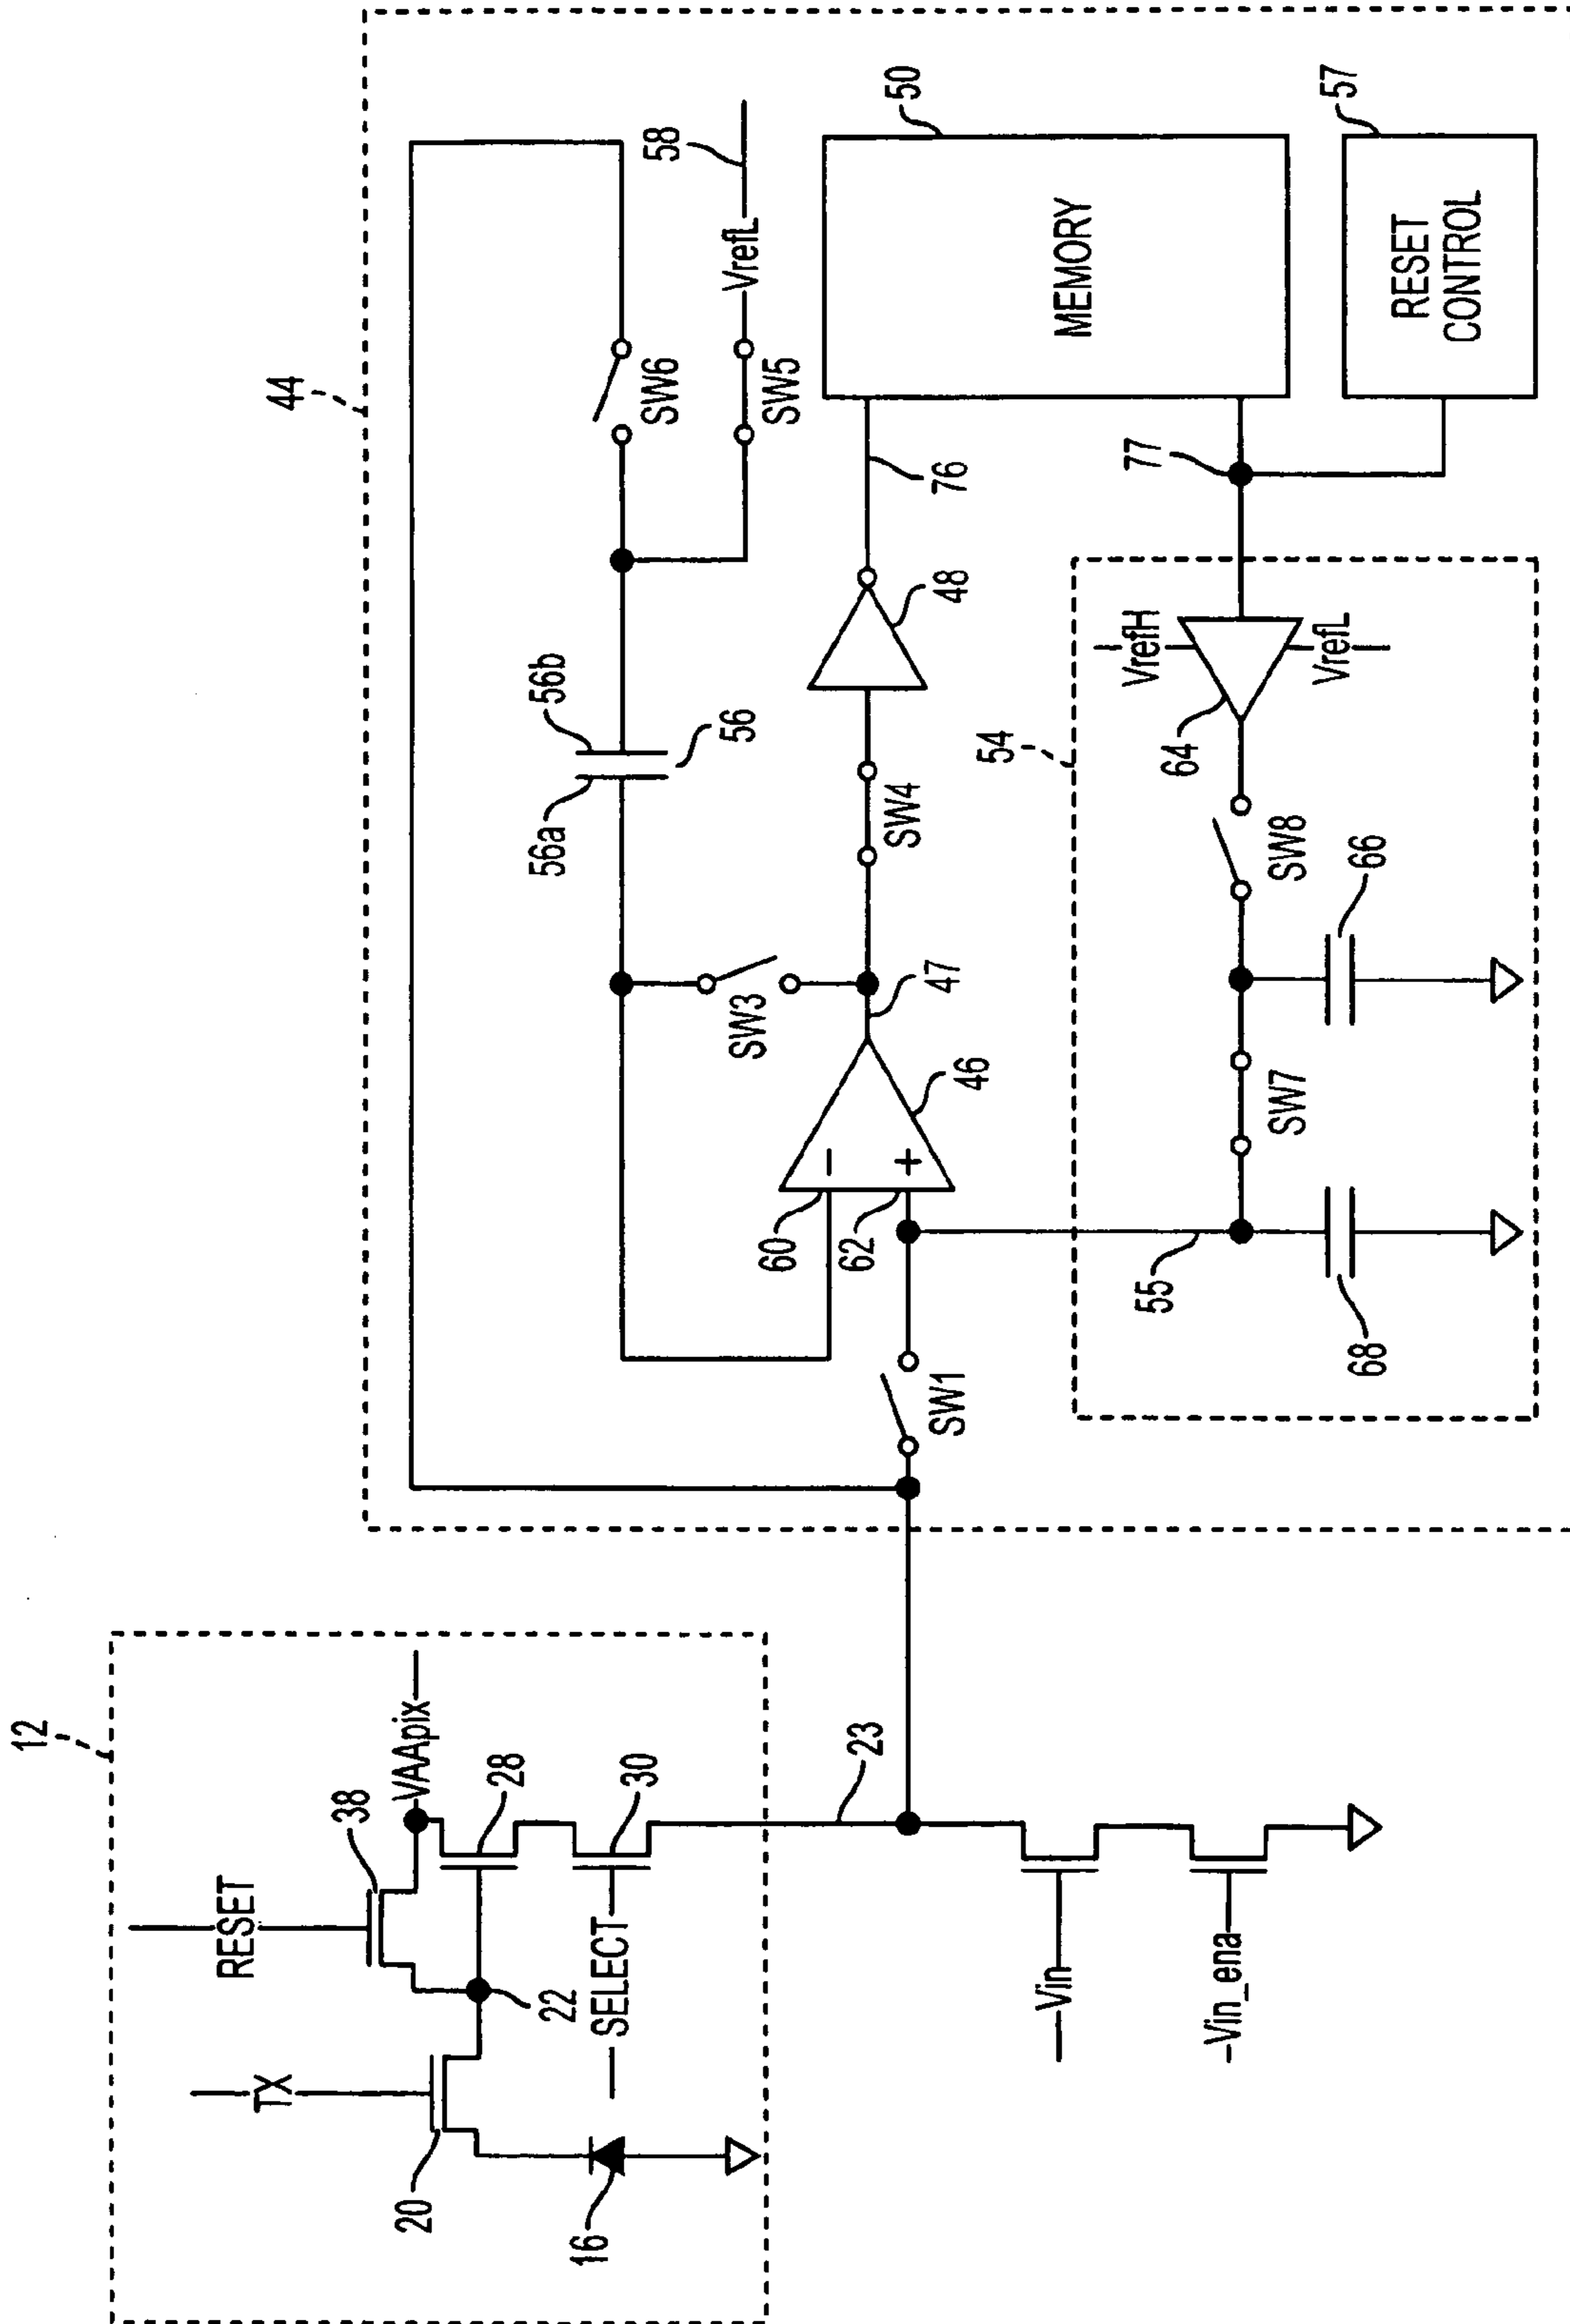 12
RESET
38
VAApix
TX
28
22
30
20
SELECT
16
23
Vin
Vin_ena
44
58
VrefL
SW6
SW5
56b
56a
56
50
MEMORY
76
48
SW4
SW3
47
46
60
−
62
+
SW1
57
RESET
CONTROL
77
54
VrefH
VrefL
64
SW8
66
SW7
55
68